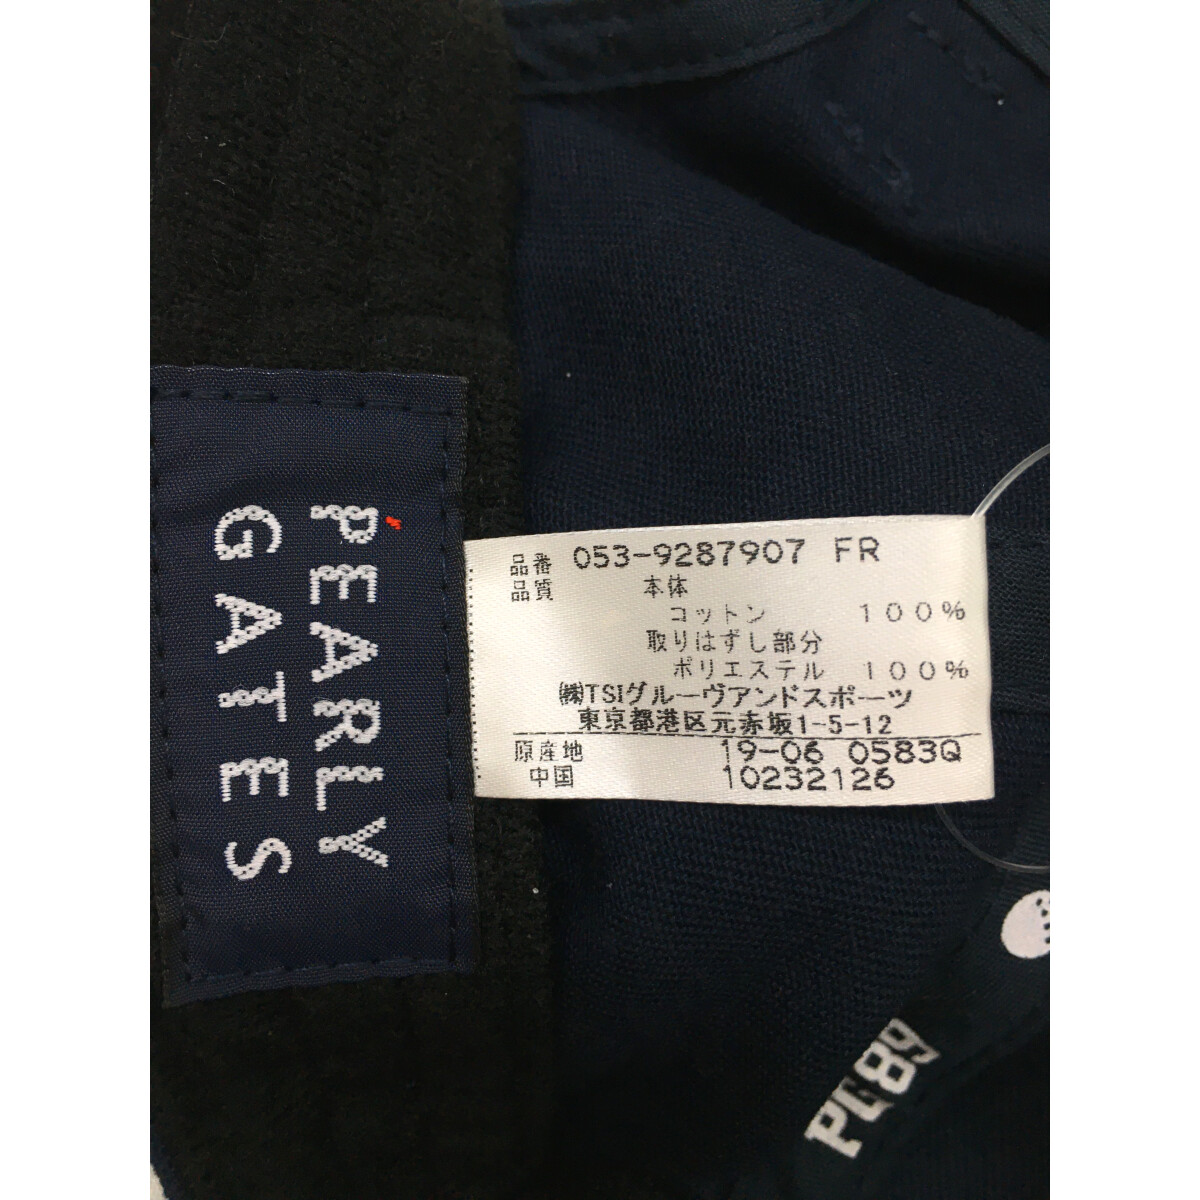 PEARLY
GATES
品番 053-9287907 FR
品質 本体
コットン 100%
取りはずし部分
ポリエステル 100%
㈱TSIグルーヴアンドスポーツ
東京都港区元赤坂1-5-12
原産地 19-06 0583Q
中国 10232126
PG89